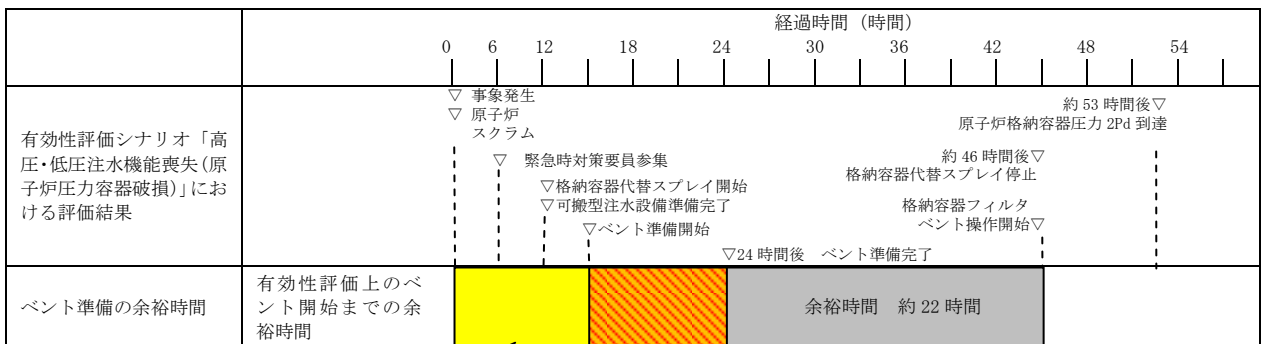 経過時間（時間）
0 6 12 18 24 30 36 42 48 54
有効性評価シナリオ「高
圧・低圧注水機能喪失(原
子炉圧力容器破損)」にお
ける評価結果
▽ 事象発生
▽ 原子炉
スクラム
▽ 緊急時対策要員参集
▽格納容器代替スプレイ開始
▽可搬型注水設備準備完了
▽ベント準備開始
▽24 時間後 ベント準備完了
約 53 時間後▽
原子炉格納容器圧力 2Pd 到達
約 46 時間後▽
格納容器代替スプレイ停止
格納容器フィルタ
ベント操作開始▽
ベント準備の余裕時間
有効性評価上のベ
ント開始までの余
裕時間
余裕時間 約 22 時間